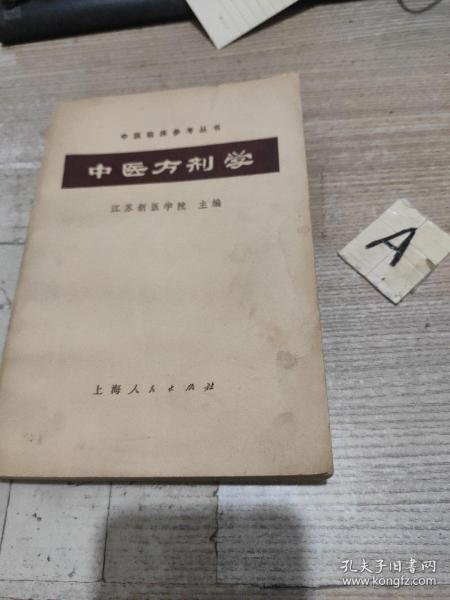 中医临床参考丛书
中医方剂学
江苏新医学院 主编
上海人民出版社
A
孔夫子旧书网
www.kongfz.com